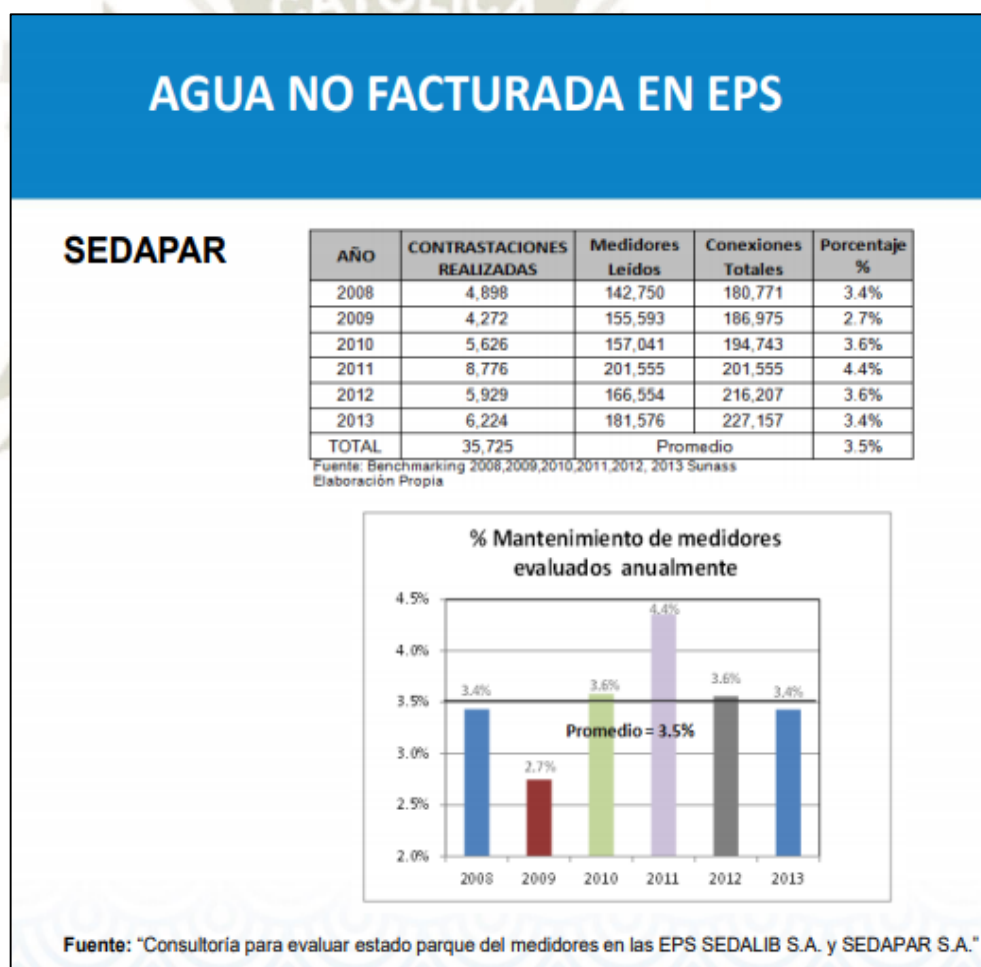 CATOLICA
AGUA NO FACTURADA EN EPS
SEDAPAR
AÑO CONTRASTACIONES REALIZADAS Medidores Leídos Conexiones Totales Porcentaje %
2008 4,898 142,750 180,771 3.4%
2009 4,272 155,593 186,975 2.7%
2010 5,626 157,041 194,743 3.6%
2011 8,776 201,555 201,555 4.4%
2012 5,929 166,554 216,207 3.6%
2013 6,224 181,576 227,157 3.4%
TOTAL 35,725 Promedio 3.5%
Fuente: Benchmarking 2008,2009,2010,2011,2012, 2013 Sunass
Elaboración Propia
% Mantenimiento de medidores
evaluados anualmente
4.5%
4.0%
3.5%
3.0%
2.5%
2.0%
3.4%
2.7%
3.6%
4.4%
3.6%
3.4%
Promedio = 3.5%
2008 2009 2010 2011 2012 2013
Fuente: "Consultoría para evaluar estado parque del medidores en las EPS SEDALIB S.A. y SEDAPAR S.A."